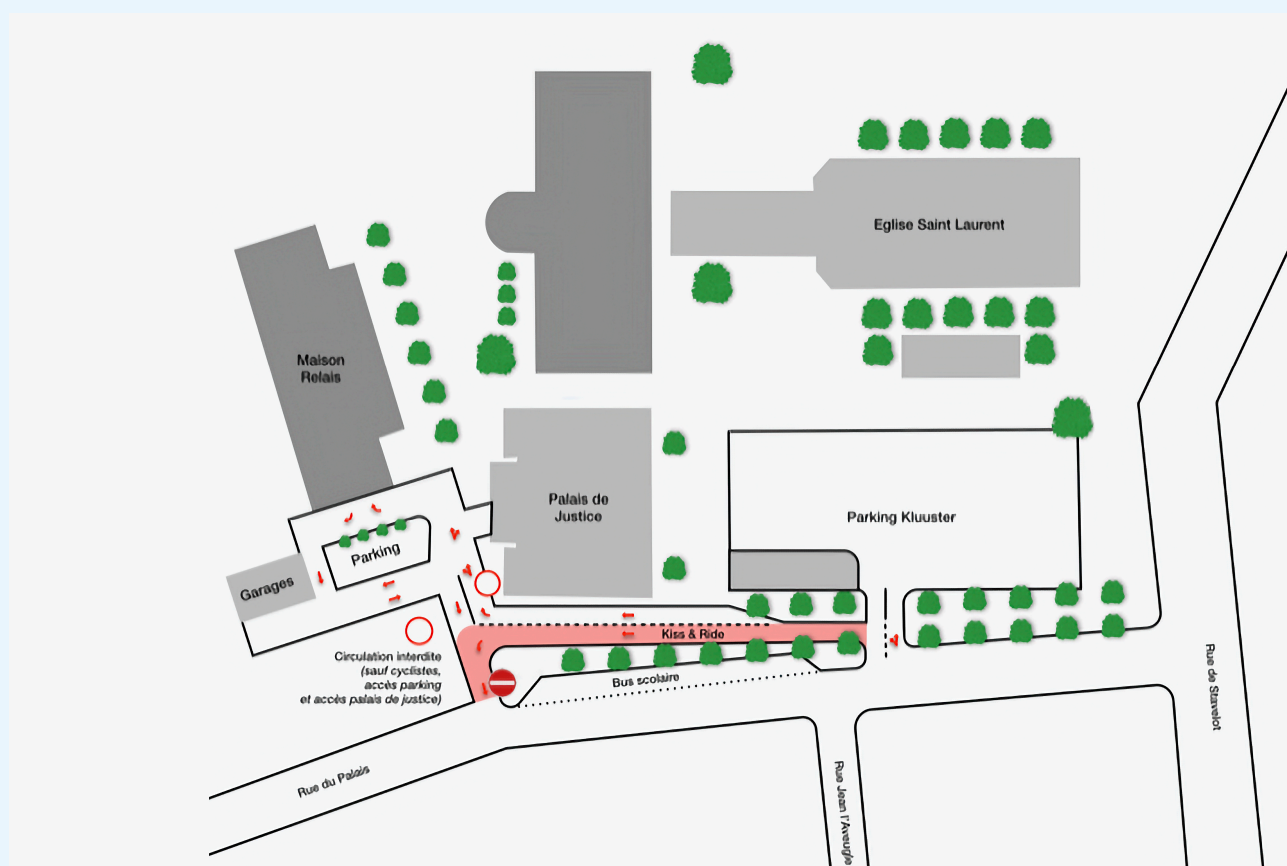 Eglise Saint Laurent
Maison
Relais
Palais de
Justice
Parking Kluuster
Parking
Garages
Kiss & Ride
Circulation interdite
(sauf cyclistes,
accès parking
et accès palais de justice)
Bus scolaire
Rue de Stavelot
Rue du Palais
Rue Jean l'Aveugle